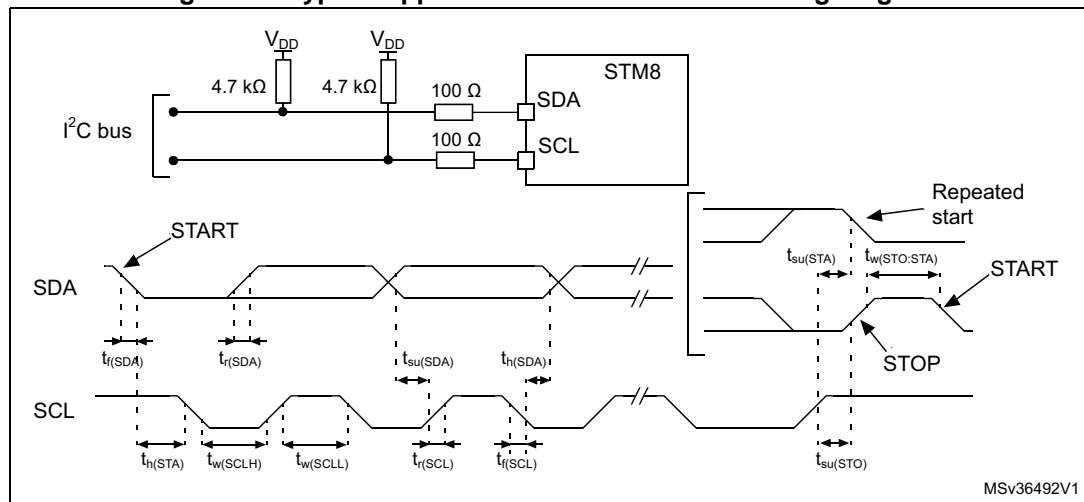 V_DD V_DD
STM8
4.7 kΩ 4.7 kΩ 100 Ω
SDA
I²C bus
100 Ω
SCL
Repeated
start
START
t_su(STA) t_w(STO:STA)
START
SDA
t_f(SDA) t_r(SDA) t_su(SDA) t_h(SDA)
STOP
SCL
t_h(STA) t_w(SCLH) t_w(SCLL) t_r(SCL) t_f(SCL) t_su(STO)
MSv36492V1